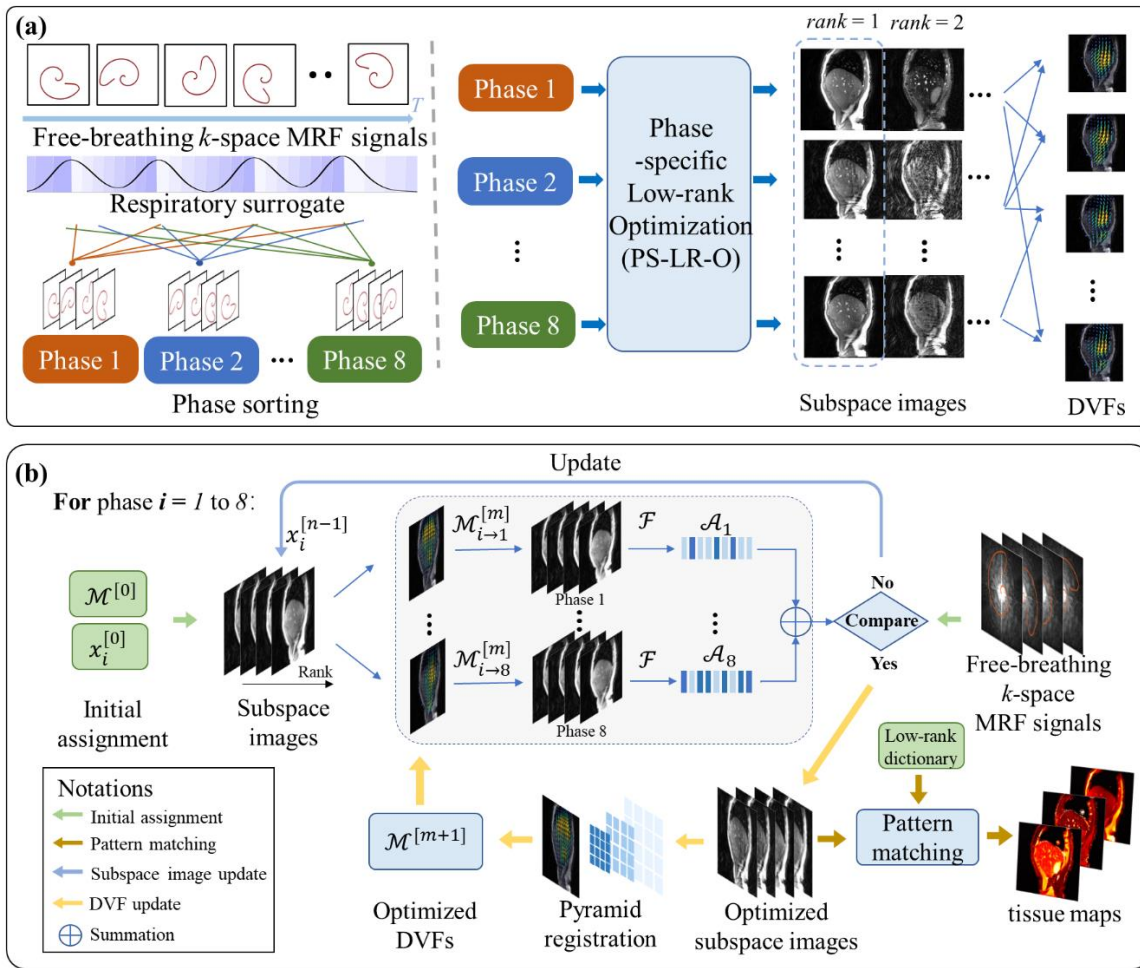 (a)
T
Free-breathing k-space MRF signals
Respiratory surrogate
Phase 1
Phase 2
...
Phase 8
Phase sorting
Phase 1
Phase 2
Phase 8
Phase
-specific
Low-rank
Optimization
(PS-LR-O)
rank = 1
rank = 2
Subspace images
DVFs
(b)
Update
For phase i = 1 to 8:
ℳ^[0]
x_i^[0]
Initial
assignment
x_i^[n−1]
Rank
Subspace
images
ℳ_{i→1}^[m]
Phase 1
ℱ
𝒜_1
ℳ_{i→8}^[m]
Phase 8
ℱ
𝒜_8
No
Compare
Yes
Free-breathing
k-space
MRF signals
Low-rank
dictionary
Pattern
matching
tissue maps
Optimized
subspace images
Pyramid
registration
ℳ^[m+1]
Optimized
DVFs
Notations
Initial assignment
Pattern matching
Subspace image update
DVF update
Summation